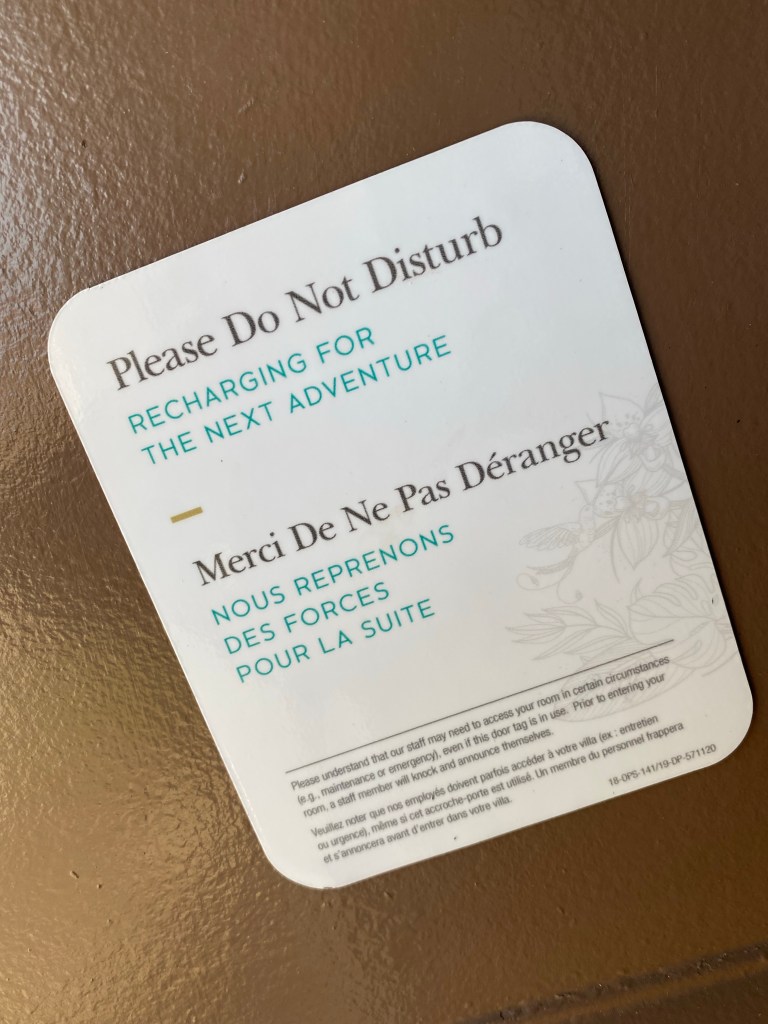 Please Do Not Disturb
RECHARGING FOR
THE NEXT ADVENTURE
Merci De Ne Pas Déranger
NOUS REPRENONS
DES FORCES
POUR LA SUITE
Please understand that our staff may need to access your room in certain circumstances
(e.g., maintenance or emergency), even if this door tag is in use. Prior to entering your
room, a staff member will knock and announce themselves.
Veuillez noter que nos employés doivent parfois accéder à votre villa (ex : entretien
ou urgence), même si cet accroche-porte est utilisé. Un membre du personnel frappera
et s'annoncera avant d'entrer dans votre villa.
18-OPS-141/19-DP-571120